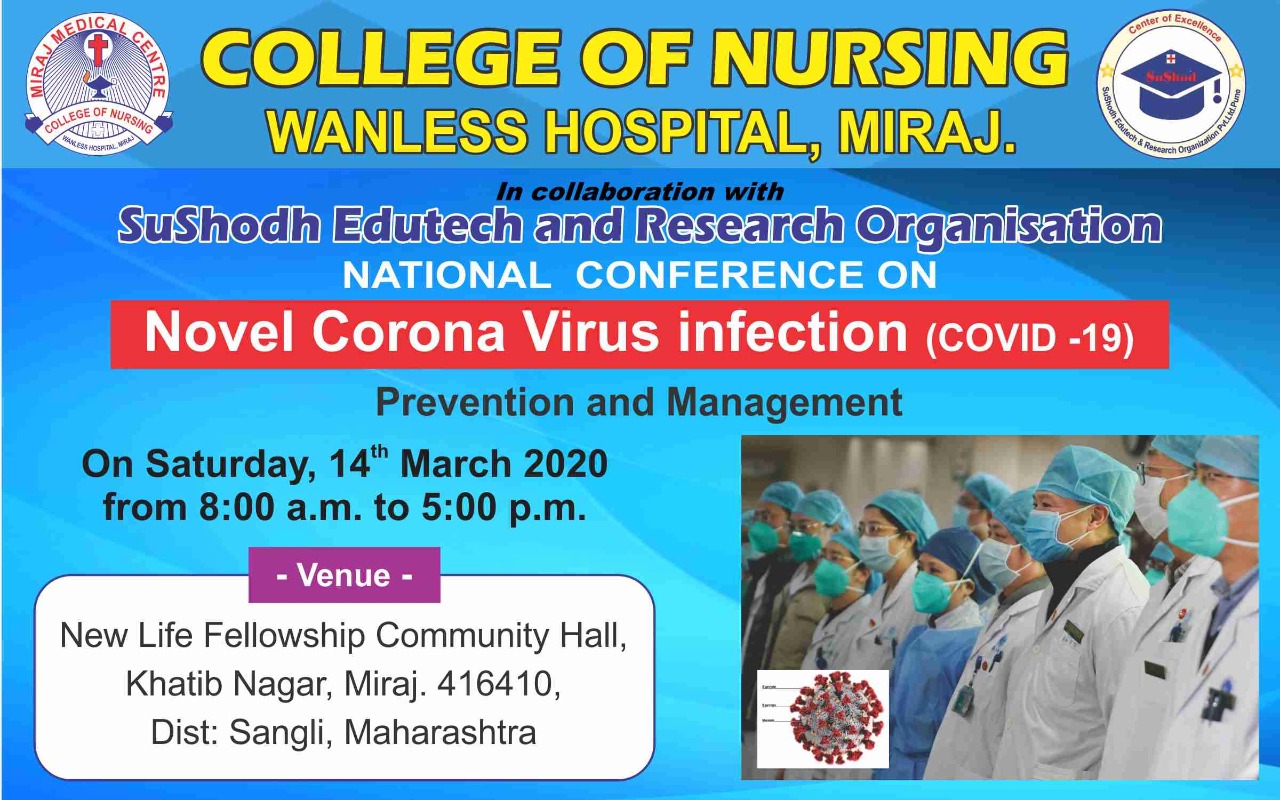 MIRAJ MEDICAL CENTRE
COLLEGE OF NURSING
WANLESS HOSPITAL, MIRAJ
COLLEGE OF NURSING
WANLESS HOSPITAL, MIRAJ.
Center of Excellence
SuShod
SuShodh Edutech & Research Organization Pvt.Ltd.Pune
In collaboration with
SuShodh Edutech and Research Organisation
NATIONAL CONFERENCE ON
Novel Corona Virus infection (COVID -19)
Prevention and Management
On Saturday, 14th March 2020
from 8:00 a.m. to 5:00 p.m.
- Venue -
New Life Fellowship Community Hall,
Khatib Nagar, Miraj. 416410,
Dist: Sangli, Maharashtra